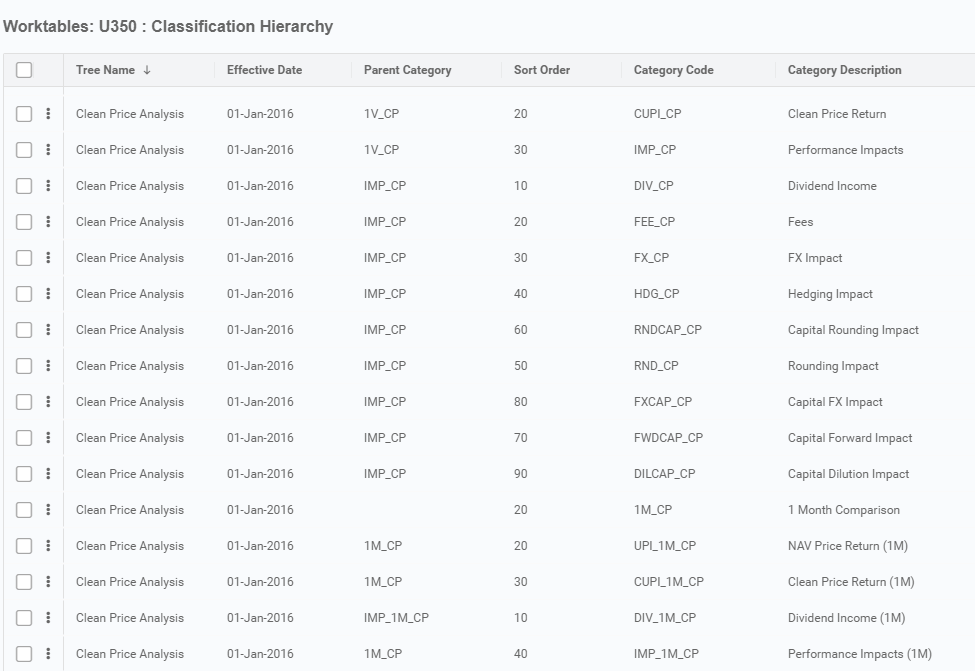 Worktables: U350 : Classification Hierarchy
Tree Name ↓ Effective Date Parent Category Sort Order Category Code Category Description
Clean Price Analysis 01-Jan-2016 1V_CP 20 CUPI_CP Clean Price Return
Clean Price Analysis 01-Jan-2016 1V_CP 30 IMP_CP Performance Impacts
Clean Price Analysis 01-Jan-2016 IMP_CP 10 DIV_CP Dividend Income
Clean Price Analysis 01-Jan-2016 IMP_CP 20 FEE_CP Fees
Clean Price Analysis 01-Jan-2016 IMP_CP 30 FX_CP FX Impact
Clean Price Analysis 01-Jan-2016 IMP_CP 40 HDG_CP Hedging Impact
Clean Price Analysis 01-Jan-2016 IMP_CP 60 RNDCAP_CP Capital Rounding Impact
Clean Price Analysis 01-Jan-2016 IMP_CP 50 RND_CP Rounding Impact
Clean Price Analysis 01-Jan-2016 IMP_CP 80 FXCAP_CP Capital FX Impact
Clean Price Analysis 01-Jan-2016 IMP_CP 70 FWDCAP_CP Capital Forward Impact
Clean Price Analysis 01-Jan-2016 IMP_CP 90 DILCAP_CP Capital Dilution Impact
Clean Price Analysis 01-Jan-2016 20 1M_CP 1 Month Comparison
Clean Price Analysis 01-Jan-2016 1M_CP 20 UPI_1M_CP NAV Price Return (1M)
Clean Price Analysis 01-Jan-2016 1M_CP 30 CUPI_1M_CP Clean Price Return (1M)
Clean Price Analysis 01-Jan-2016 IMP_1M_CP 10 DIV_1M_CP Dividend Income (1M)
Clean Price Analysis 01-Jan-2016 1M_CP 40 IMP_1M_CP Performance Impacts (1M)